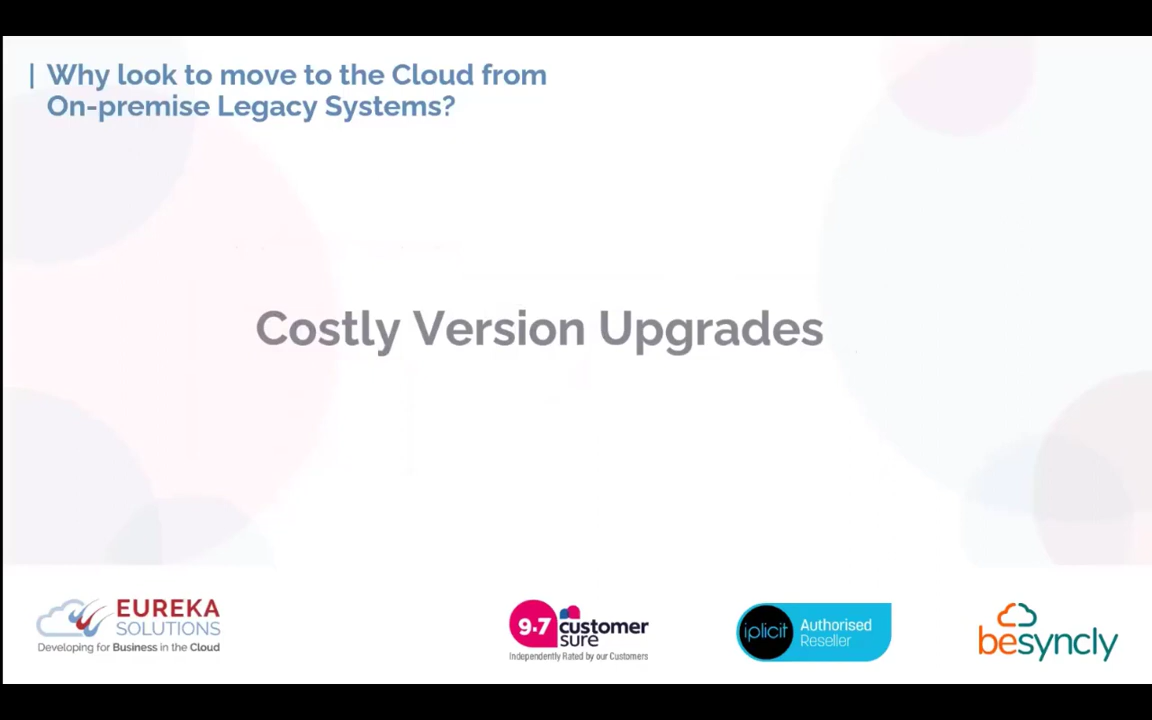 | Why look to move to the Cloud from
On-premise Legacy Systems?
Costly Version Upgrades
EUREKA
SOLUTIONS
Developing for Business in the Cloud
9.7 customer
sure
Independently Rated by our Customers
iplicit
Authorised
Reseller
besyncly